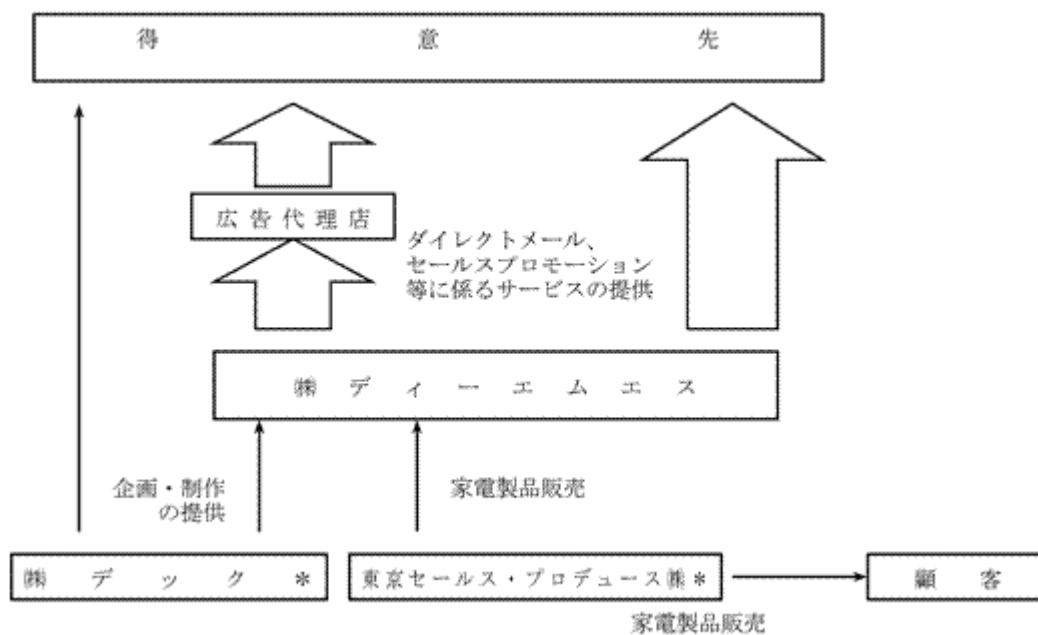 得意先
広告代理店
ダイレクトメール、
セールスプロモーション
等に係るサービスの提供
㈱ディーエムエス
企画・制作
の提供
家電製品販売
㈱デック＊
東京セールス・プロデュース㈱＊
顧客
家電製品販売